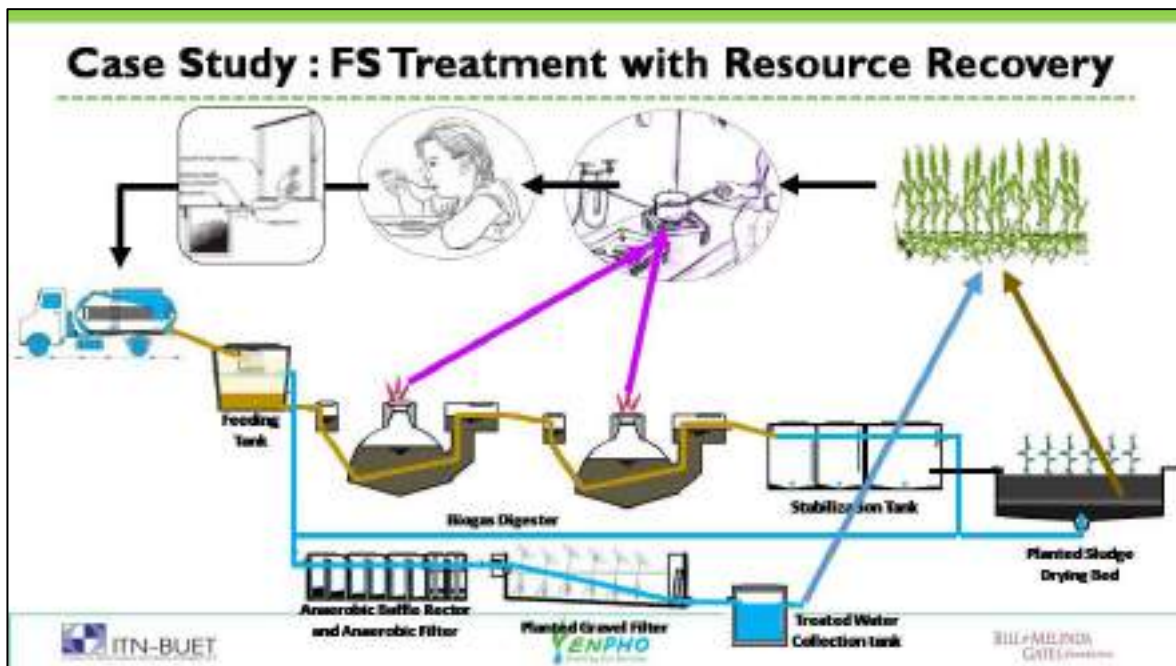 Case Study : FS Treatment with Resource Recovery
Feeding
Tank
Biogas Digester
Stabilization Tank
Planted Sludge
Drying Bed
Anaerobic Baffle Rector
and Anaerobic Filter
Planted Gravel Filter
Treated Water
Collection tank
ITN-BUET
ENPHO
BILL & MELINDA
GATES foundation